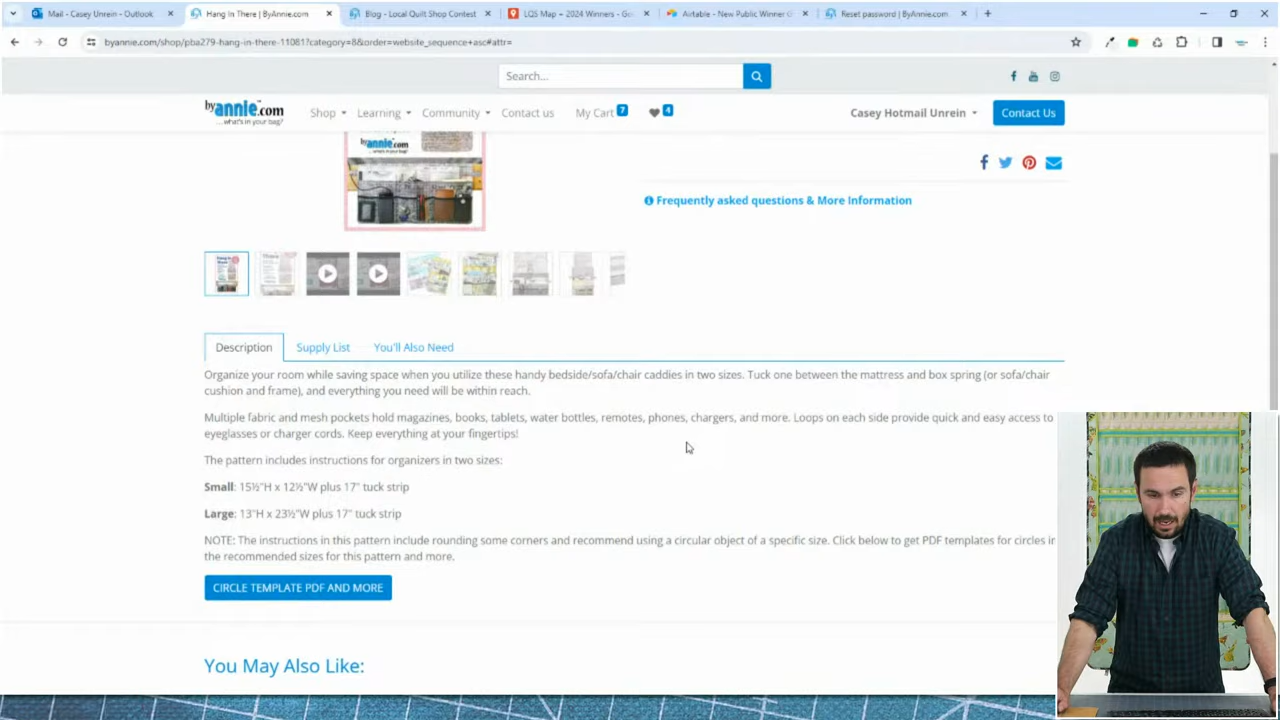 Mail - Casey Unrein - Outlook
Hang In There | ByAnnie.com
Blog - Local Quilt Shop Contest
LQS Map – 2024 Winners - Go
Airtable - New Public Winner G
Reset password | ByAnnie.com
byannie.com/shop/pba279-hang-in-there-11081?category=8&order=website_sequence+asc#attr=
Search...
byannie.com
...what's in your bag?
Shop
Learning
Community
Contact us
My Cart 7
4
Casey Hotmail Unrein
Contact Us
byannie.com
Frequently asked questions & More Information
Description
Supply List
You'll Also Need
Organize your room while saving space when you utilize these handy bedside/sofa/chair caddies in two sizes. Tuck one between the mattress and box spring (or sofa/chair
cushion and frame), and everything you need will be within reach.
Multiple fabric and mesh pockets hold magazines, books, tablets, water bottles, remotes, phones, chargers, and more. Loops on each side provide quick and easy access to
eyeglasses or charger cords. Keep everything at your fingertips!
The pattern includes instructions for organizers in two sizes:
Small: 15½"H x 12½"W plus 17" tuck strip
Large: 13"H x 23½"W plus 17" tuck strip
NOTE: The instructions in this pattern include rounding some corners and recommend using a circular object of a specific size. Click below to get PDF templates for circles in
the recommended sizes for this pattern and more.
CIRCLE TEMPLATE PDF AND MORE
You May Also Like: